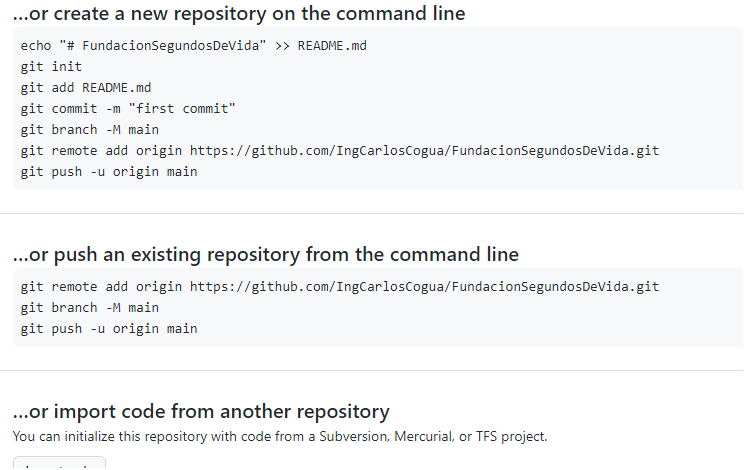 ...or create a new repository on the command line
echo "# FundacionSegundosDeVida" >> README.md
git init
git add README.md
git commit -m "first commit"
git branch -M main
git remote add origin https://github.com/IngCarlosCogua/FundacionSegundosDeVida.git
git push -u origin main
...or push an existing repository from the command line
git remote add origin https://github.com/IngCarlosCogua/FundacionSegundosDeVida.git
git branch -M main
git push -u origin main
...or import code from another repository
You can initialize this repository with code from a Subversion, Mercurial, or TFS project.